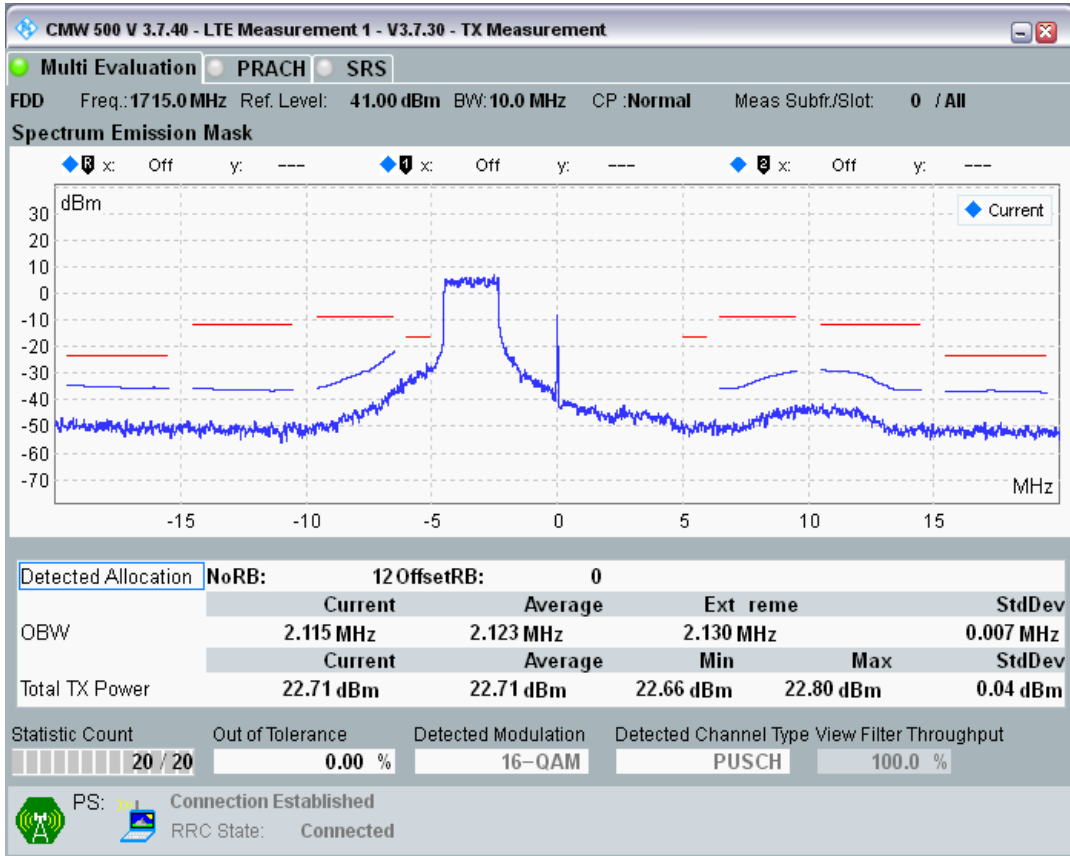 CMW 500 V 3.7.40 - LTE Measurement 1 - V3.7.30 - TX Measurement
Multi Evaluation PRACH SRS
FDD Freq.: 1715.0 MHz Ref. Level: 41.00 dBm BW: 10.0 MHz CP : Normal Meas Subfr./Slot: 0 / All
Spectrum Emission Mask
R x: Off y: --- 1 x: Off y: --- 2 x: Off y: ---
dBm
Current
30
20
10
0
-10
-20
-30
-40
-50
-60
-70
MHz
-15 -10 -5 0 5 10 15
Detected Allocation NoRB: 12 OffsetRB: 0
Current Average Ext reme StdDev
OBW 2.115 MHz 2.123 MHz 2.130 MHz 0.007 MHz
Current Average Min Max StdDev
Total TX Power 22.71 dBm 22.71 dBm 22.66 dBm 22.80 dBm 0.04 dBm
Statistic Count Out of Tolerance Detected Modulation Detected Channel Type View Filter Throughput
20 / 20 0.00 % 16-QAM PUSCH 100.0 %
PS: Connection Established
RRC State: Connected